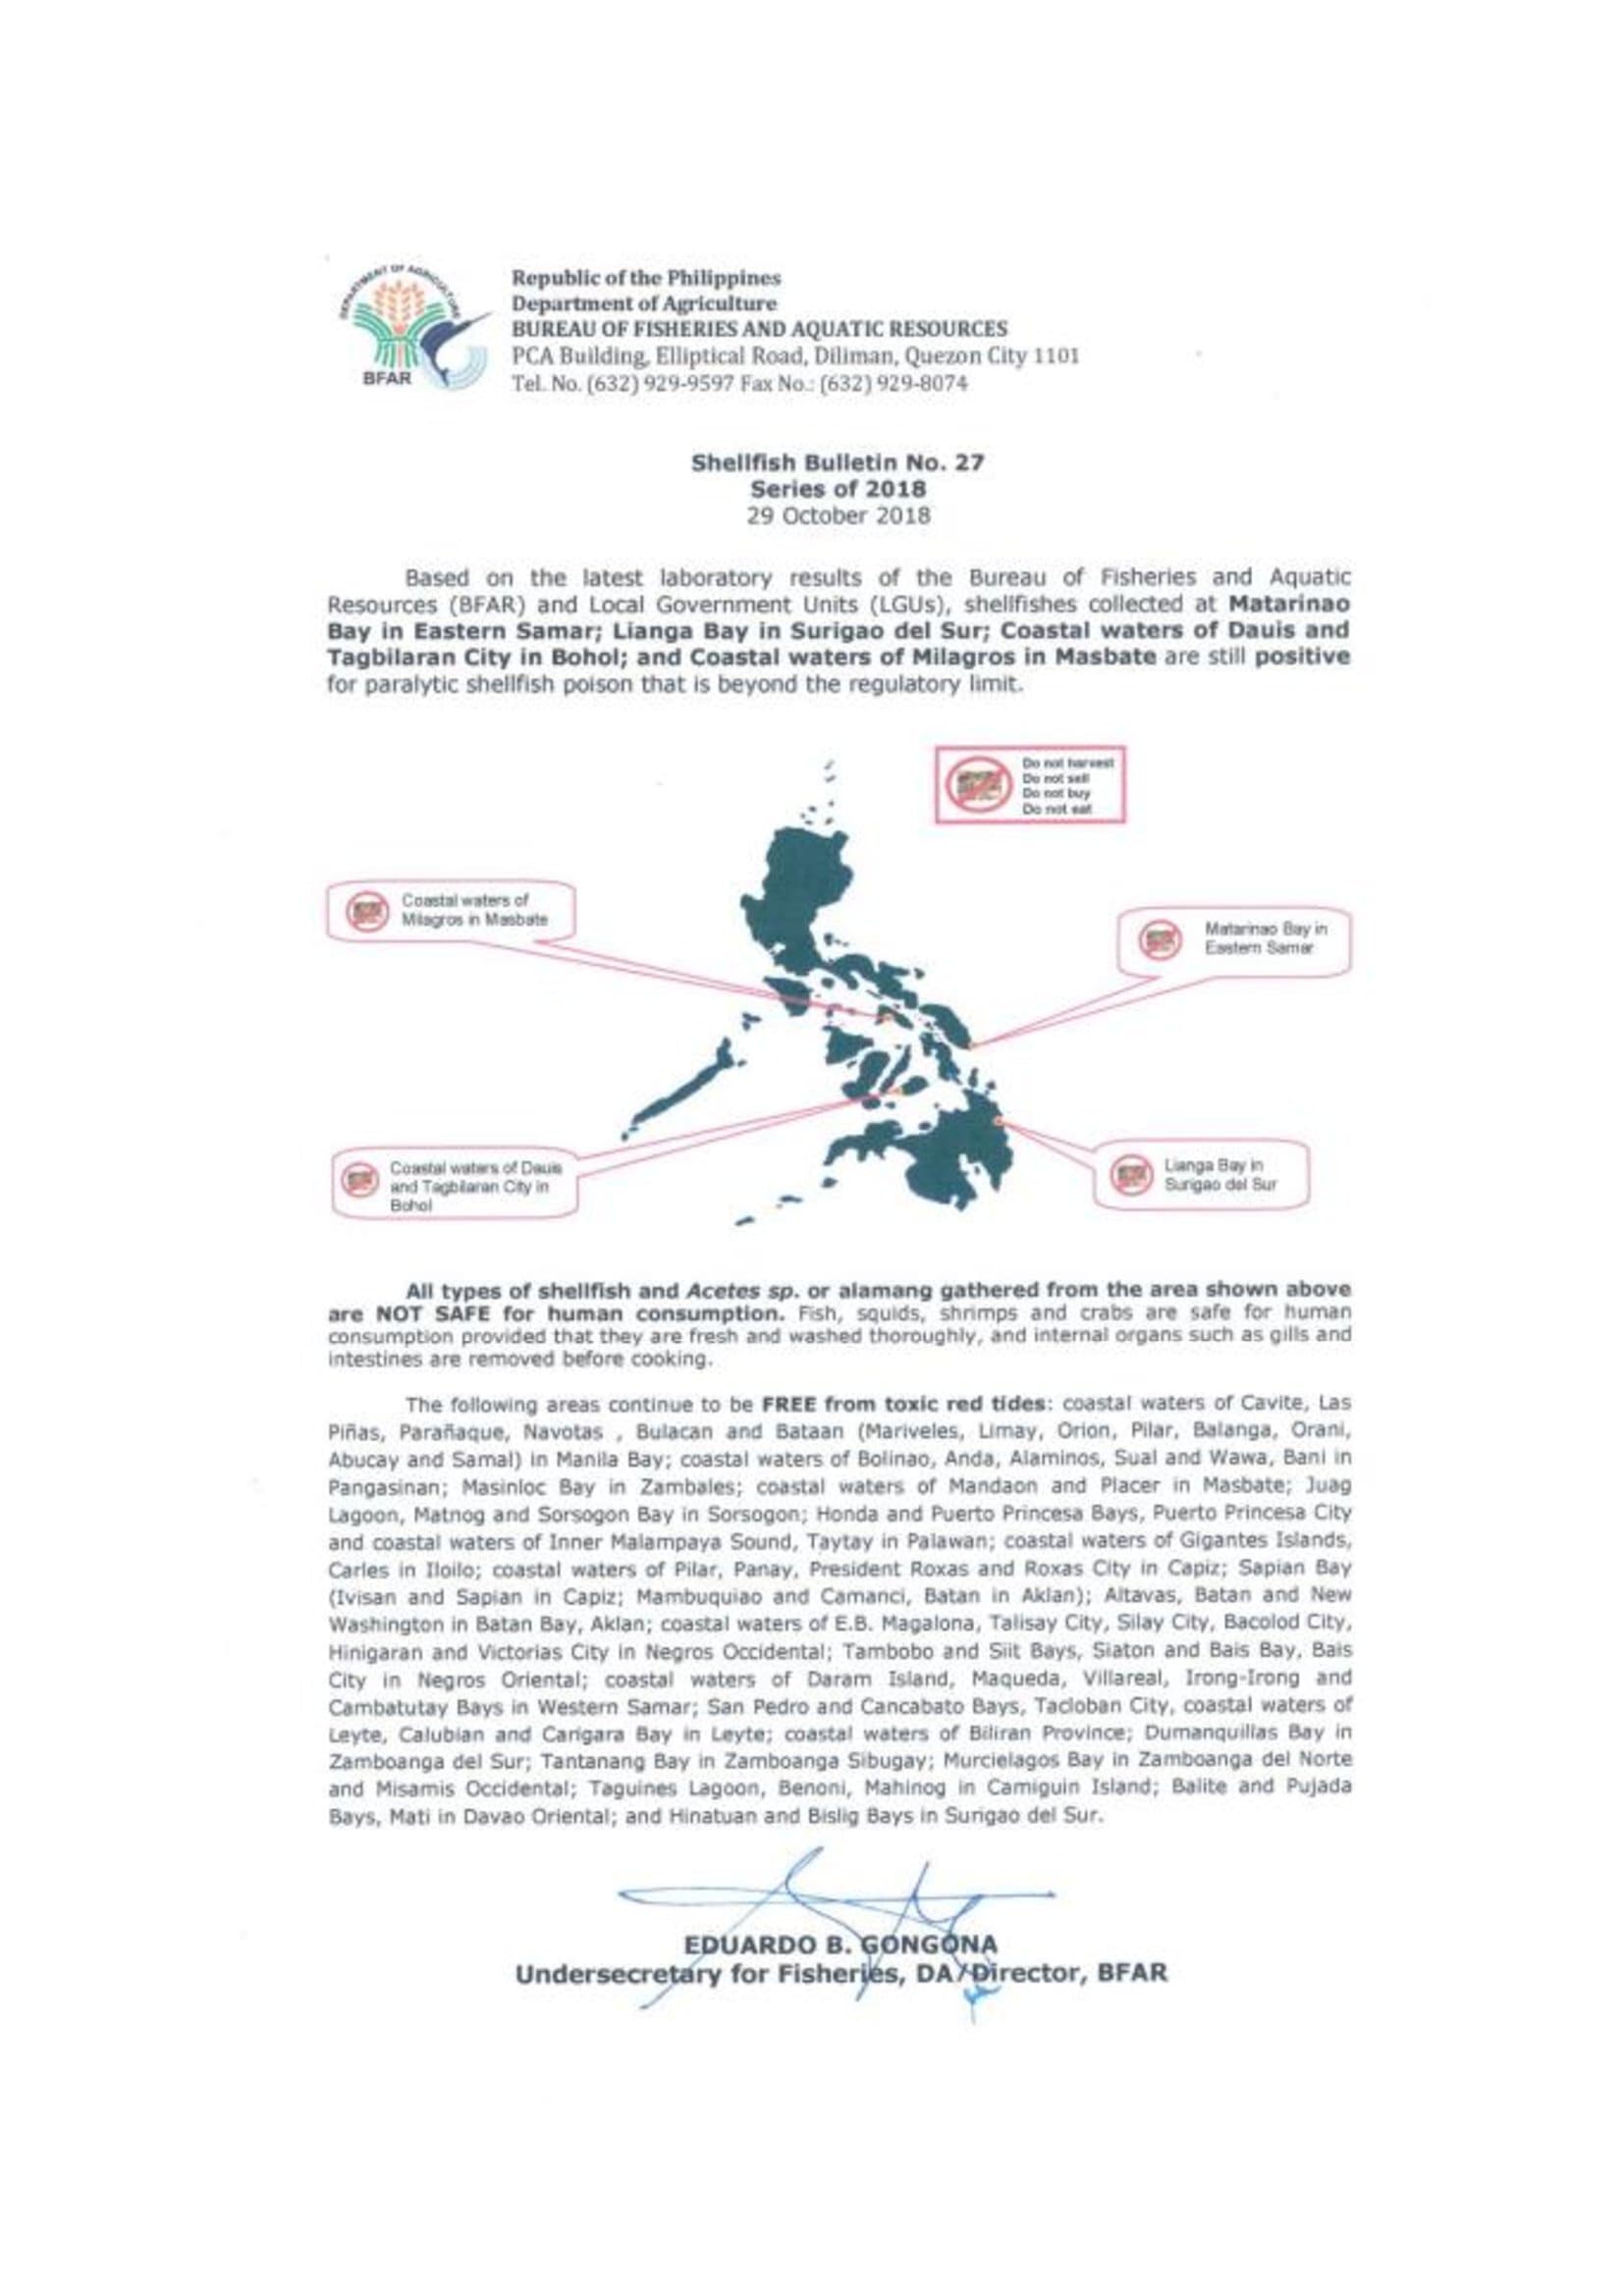 DEPARTMENT OF AGRICULTURE
BFAR
Republic of the Philippines
Department of Agriculture
BUREAU OF FISHERIES AND AQUATIC RESOURCES
PCA Building, Elliptical Road, Diliman, Quezon City 1101
Tel. No. (632) 929-9597 Fax No.: (632) 929-8074
Shellfish Bulletin No. 27
Series of 2018
29 October 2018
Based on the latest laboratory results of the Bureau of Fisheries and Aquatic
Resources (BFAR) and Local Government Units (LGUs), shellfishes collected at Matarinao
Bay in Eastern Samar; Lianga Bay in Surigao del Sur; Coastal waters of Dauis and
Tagbilaran City in Bohol; and Coastal waters of Milagros in Masbate are still positive
for paralytic shellfish poison that is beyond the regulatory limit.
Do not harvest
Do not sell
Do not buy
Do not eat
Coastal waters of
Milagros in Masbate
Matarinao Bay in
Eastern Samar
Coastal waters of Dauis
and Tagbilaran City in
Bohol
Lianga Bay in
Surigao del Sur
All types of shellfish and Acetes sp. or alamang gathered from the area shown above
are NOT SAFE for human consumption. Fish, squids, shrimps and crabs are safe for human
consumption provided that they are fresh and washed thoroughly, and internal organs such as gills and
intestines are removed before cooking.
The following areas continue to be FREE from toxic red tides: coastal waters of Cavite, Las
Piñas, Parañaque, Navotas , Bulacan and Bataan (Mariveles, Limay, Orion, Pilar, Balanga, Orani,
Abucay and Samal) in Manila Bay; coastal waters of Bolinao, Anda, Alaminos, Sual and Wawa, Bani in
Pangasinan; Masinloc Bay in Zambales; coastal waters of Mandaon and Placer in Masbate; Juag
Lagoon, Matnog and Sorsogon Bay in Sorsogon; Honda and Puerto Princesa Bays, Puerto Princesa City
and coastal waters of Inner Malampaya Sound, Taytay in Palawan; coastal waters of Gigantes Islands,
Carles in Iloilo; coastal waters of Pilar, Panay, President Roxas and Roxas City in Capiz; Sapian Bay
(Ivisan and Sapian in Capiz; Mambuquiao and Camanci, Batan in Aklan); Altavas, Batan and New
Washington in Batan Bay, Aklan; coastal waters of E.B. Magalona, Talisay City, Silay City, Bacolod City,
Hinigaran and Victorias City in Negros Occidental; Tambobo and Siit Bays, Siaton and Bais Bay, Bais
City in Negros Oriental; coastal waters of Daram Island, Maqueda, Villareal, Irong-Irong and
Cambatutay Bays in Western Samar; San Pedro and Cancabato Bays, Tacloban City, coastal waters of
Leyte, Calubian and Carigara Bay in Leyte; coastal waters of Biliran Province; Dumanquillas Bay in
Zamboanga del Sur; Tantanang Bay in Zamboanga Sibugay; Murcielagos Bay in Zamboanga del Norte
and Misamis Occidental; Taguines Lagoon, Benoni, Mahinog in Camiguin Island; Balite and Pujada
Bays, Mati in Davao Oriental; and Hinatuan and Bislig Bays in Surigao del Sur.
EDUARDO B. GONGONA
Undersecretary for Fisheries, DA/Director, BFAR